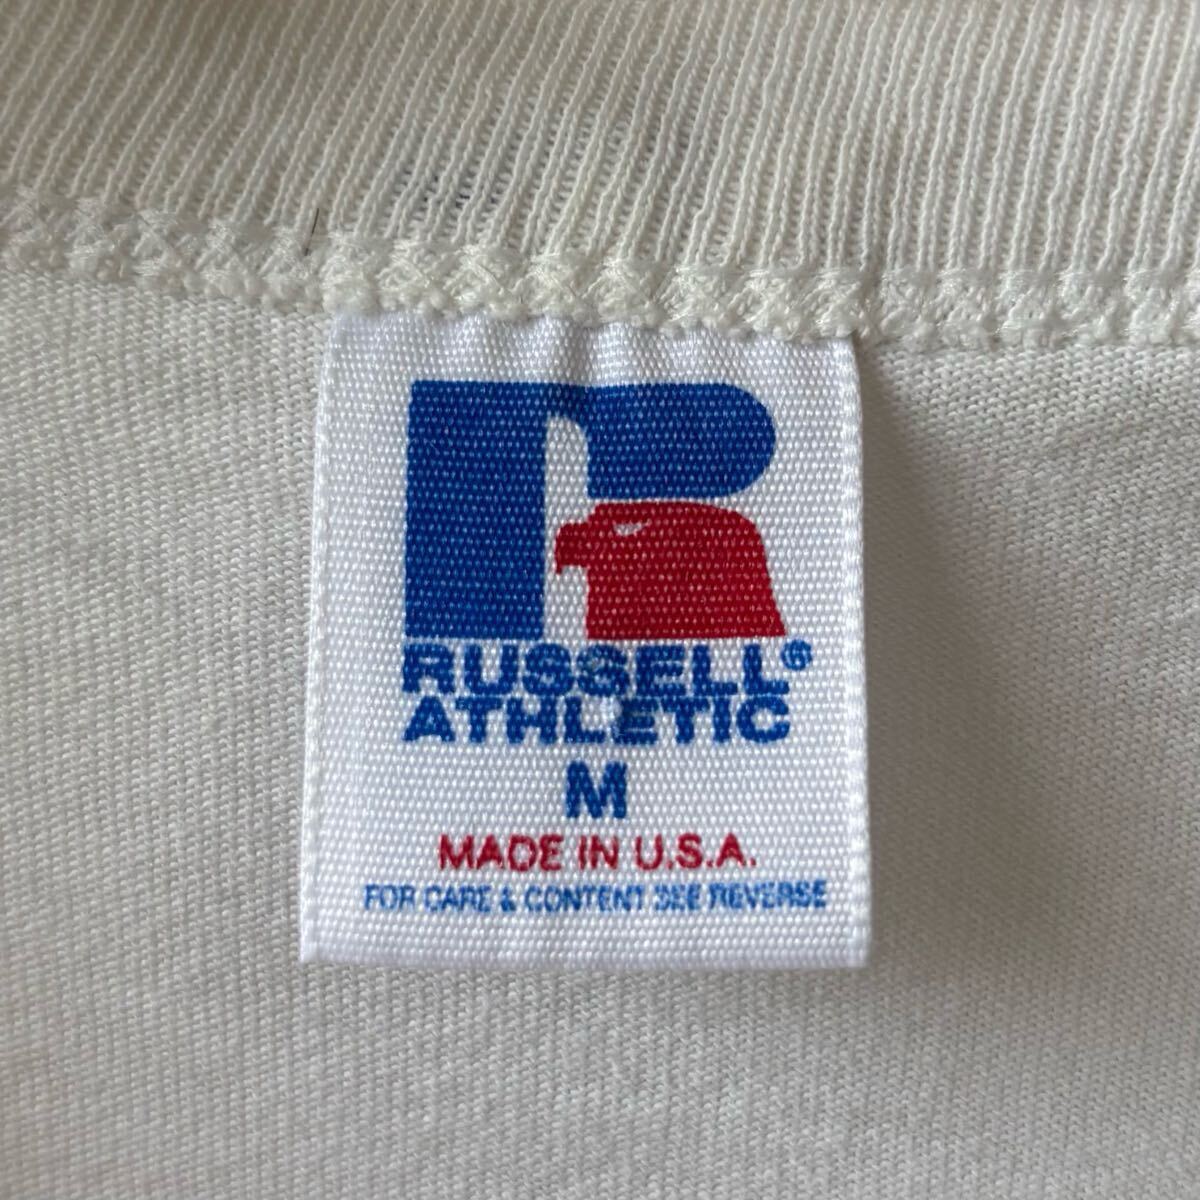 R
RUSSELL®
ATHLETIC
M
MADE IN U.S.A.
FOR CARE & CONTENT SEE REVERSE